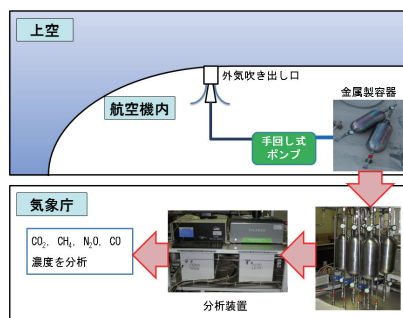 上空
外気吹き出し口
金属製容器
航空機内
手回し式
ポンプ
気象庁
CO₂, CH₄, N₂O, CO
濃度を分析
分析装置